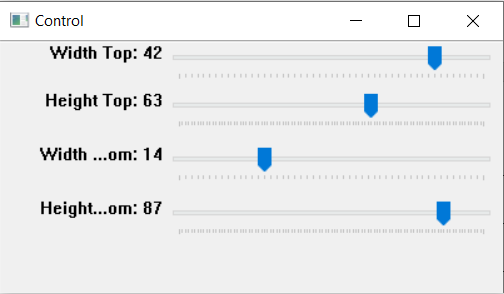 Control
Width Top: 42
Height Top: 63
Width ...om: 14
Height...om: 87